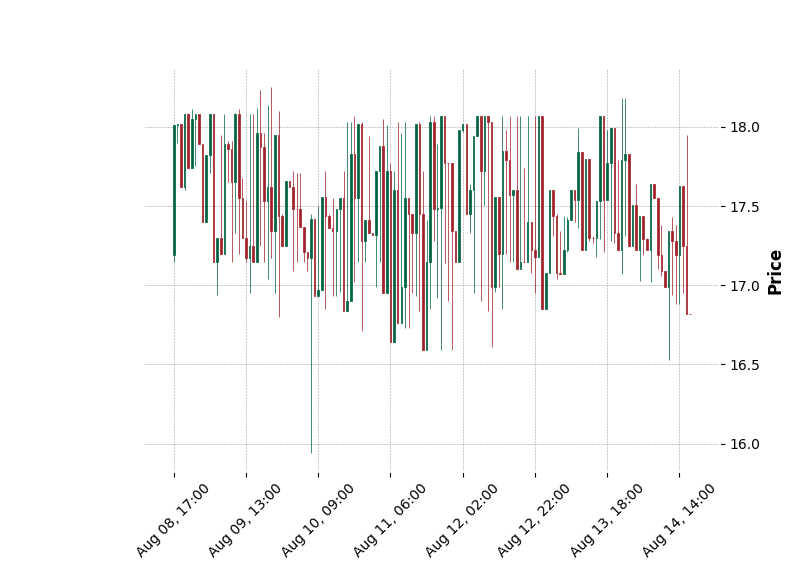 18.0
17.5
17.0
16.5
16.0
Price
Aug 08, 17:00
Aug 09, 13:00
Aug 10, 09:00
Aug 11, 06:00
Aug 12, 02:00
Aug 12, 22:00
Aug 13, 18:00
Aug 14, 14:00